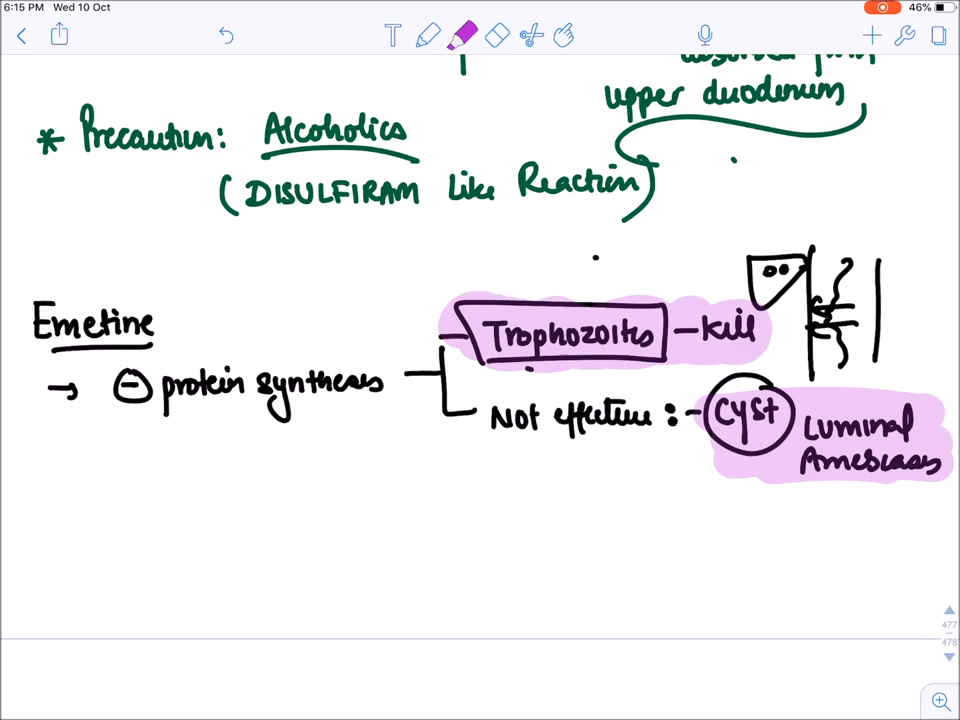 6:15 PM Wed 10 Oct
46%
upper duodenum
* Precaution: Alcoholics
(DISULFIRAM Like Reaction)
Emetine
Trophozoites – Kill
→ ⊖ protein syntheses
Not effective :- Cyst
Luminal
Amebiasis
477
478